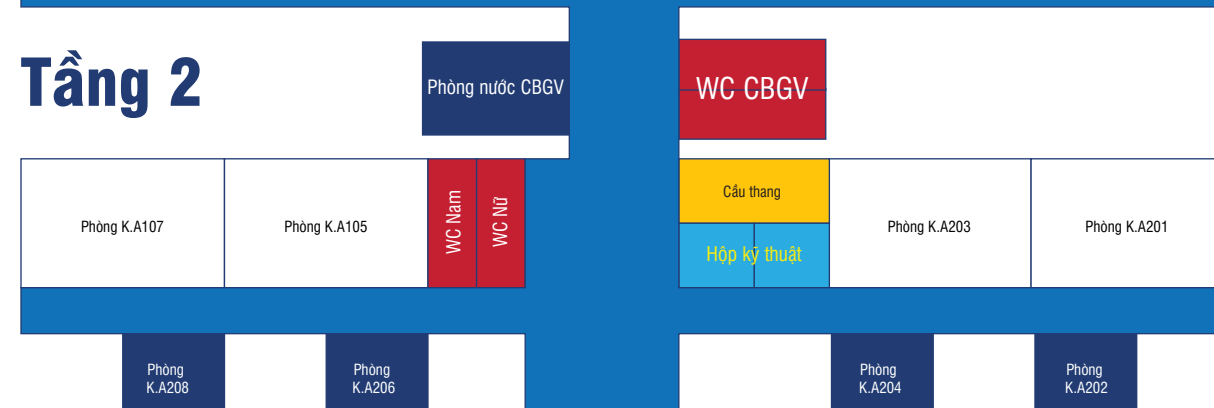 Tầng 2
Phòng nước CBGV
WC CBGV
Phòng K.A107
Phòng K.A105
WC Nam
WC Nữ
Cầu thang
Hộp kỹ thuật
Phòng K.A203
Phòng K.A201
Phòng
K.A208
Phòng
K.A206
Phòng
K.A204
Phòng
K.A202